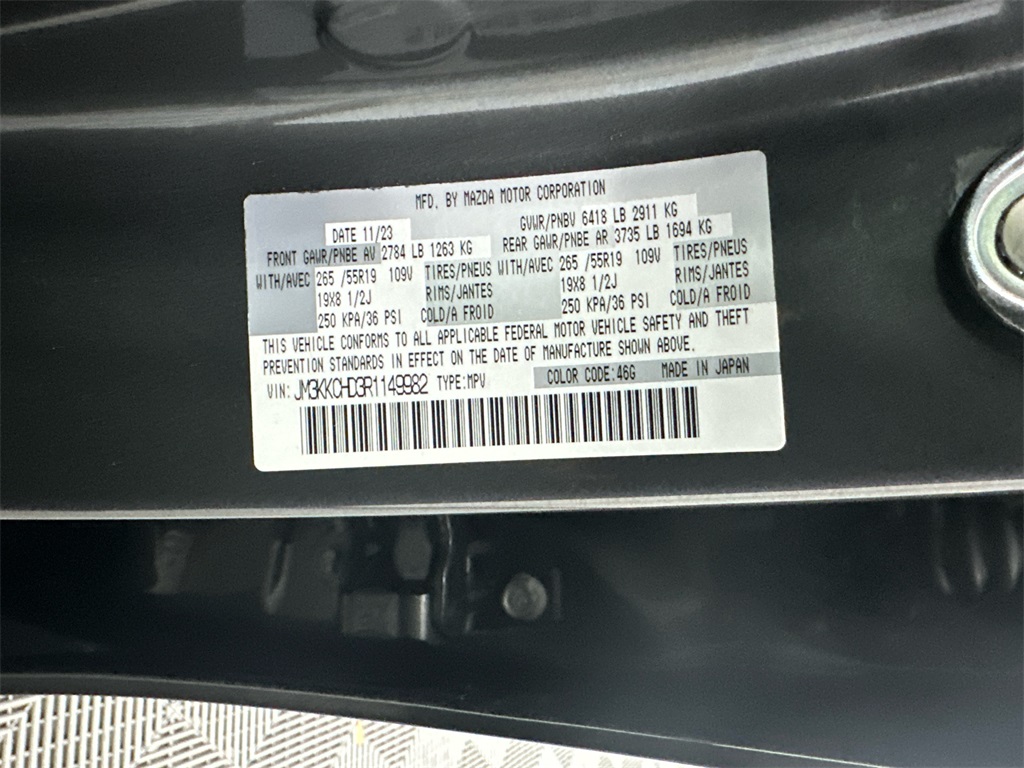 MFD. BY MAZDA MOTOR CORPORATION
DATE 11/23 GVWR/PNBV 6418 LB 2911 KG
FRONT GAWR/PNBE AV 2784 LB 1263 KG REAR GAWR/PNBE AR 3735 LB 1694 KG
WITH/AVEC 265 /55R19 109V TIRES/PNEUS WITH/AVEC 265 /55R19 109V TIRES/PNEUS
19X8 1/2J RIMS/JANTES 19X8 1/2J RIMS/JANTES
250 KPA/36 PSI COLD/A FROID 250 KPA/36 PSI COLD/A FROID
THIS VEHICLE CONFORMS TO ALL APPLICABLE FEDERAL MOTOR VEHICLE SAFETY AND THEFT
PREVENTION STANDARDS IN EFFECT ON THE DATE OF MANUFACTURE SHOWN ABOVE.
VIN: JM3KKCHD3R1149982 TYPE:MPV COLOR CODE:46G MADE IN JAPAN